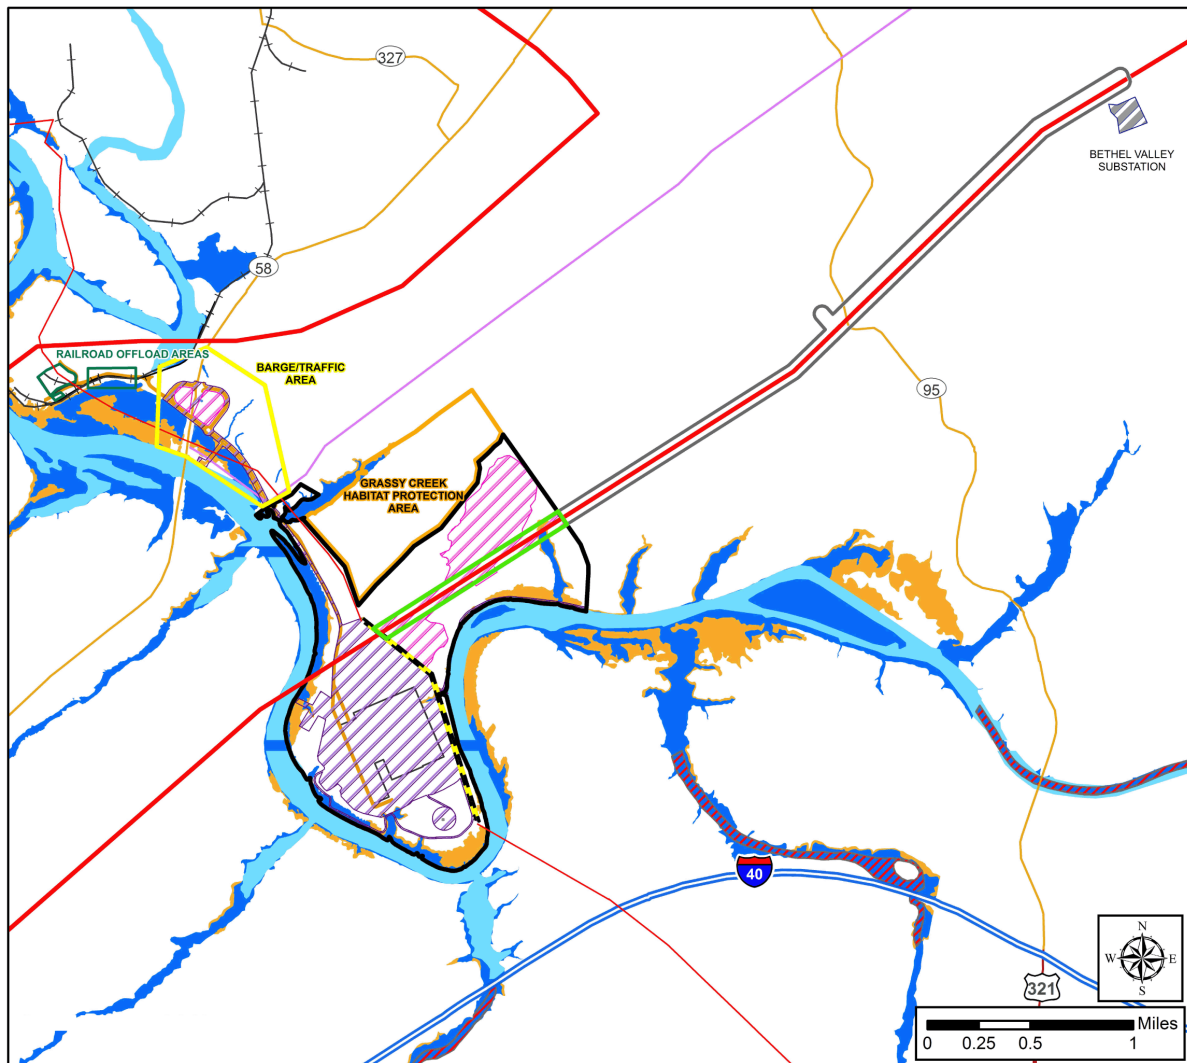 327
BETHEL VALLEY
SUBSTATION
58
RAILROAD OFFLOAD AREAS
BARGE/TRAFFIC
AREA
95
GRASSY CREEK
HABITAT PROTECTION
AREA
40
N
W E
S
321
Miles
0 0.25 0.5 1